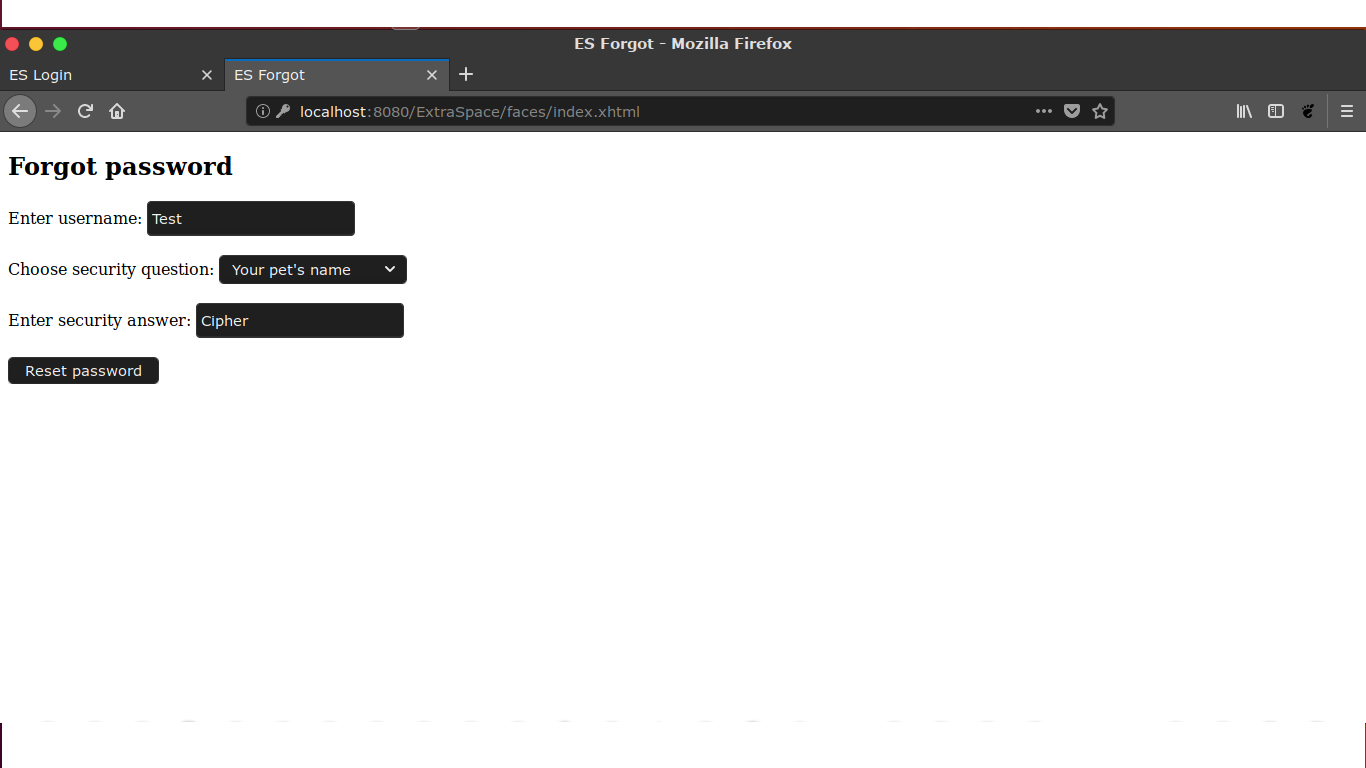 ES Forgot - Mozilla Firefox
ES Login
ES Forgot
localhost:8080/ExtraSpace/faces/index.xhtml
Forgot password
Enter username: Test
Choose security question: Your pet's name
Enter security answer: Cipher
Reset password